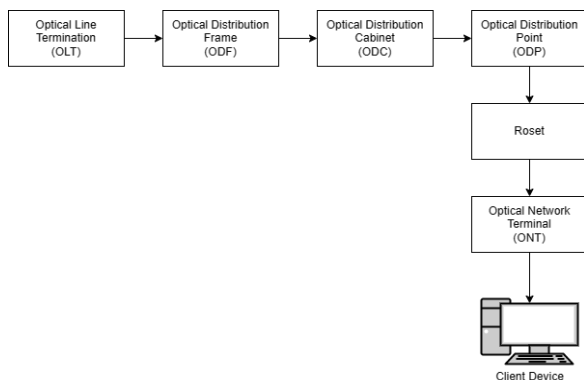 Optical Line
Termination
(OLT)
Optical Distribution
Frame
(ODF)
Optical Distribution
Cabinet
(ODC)
Optical Distribution
Point
(ODP)
Roset
Optical Network
Terminal
(ONT)
Client Device